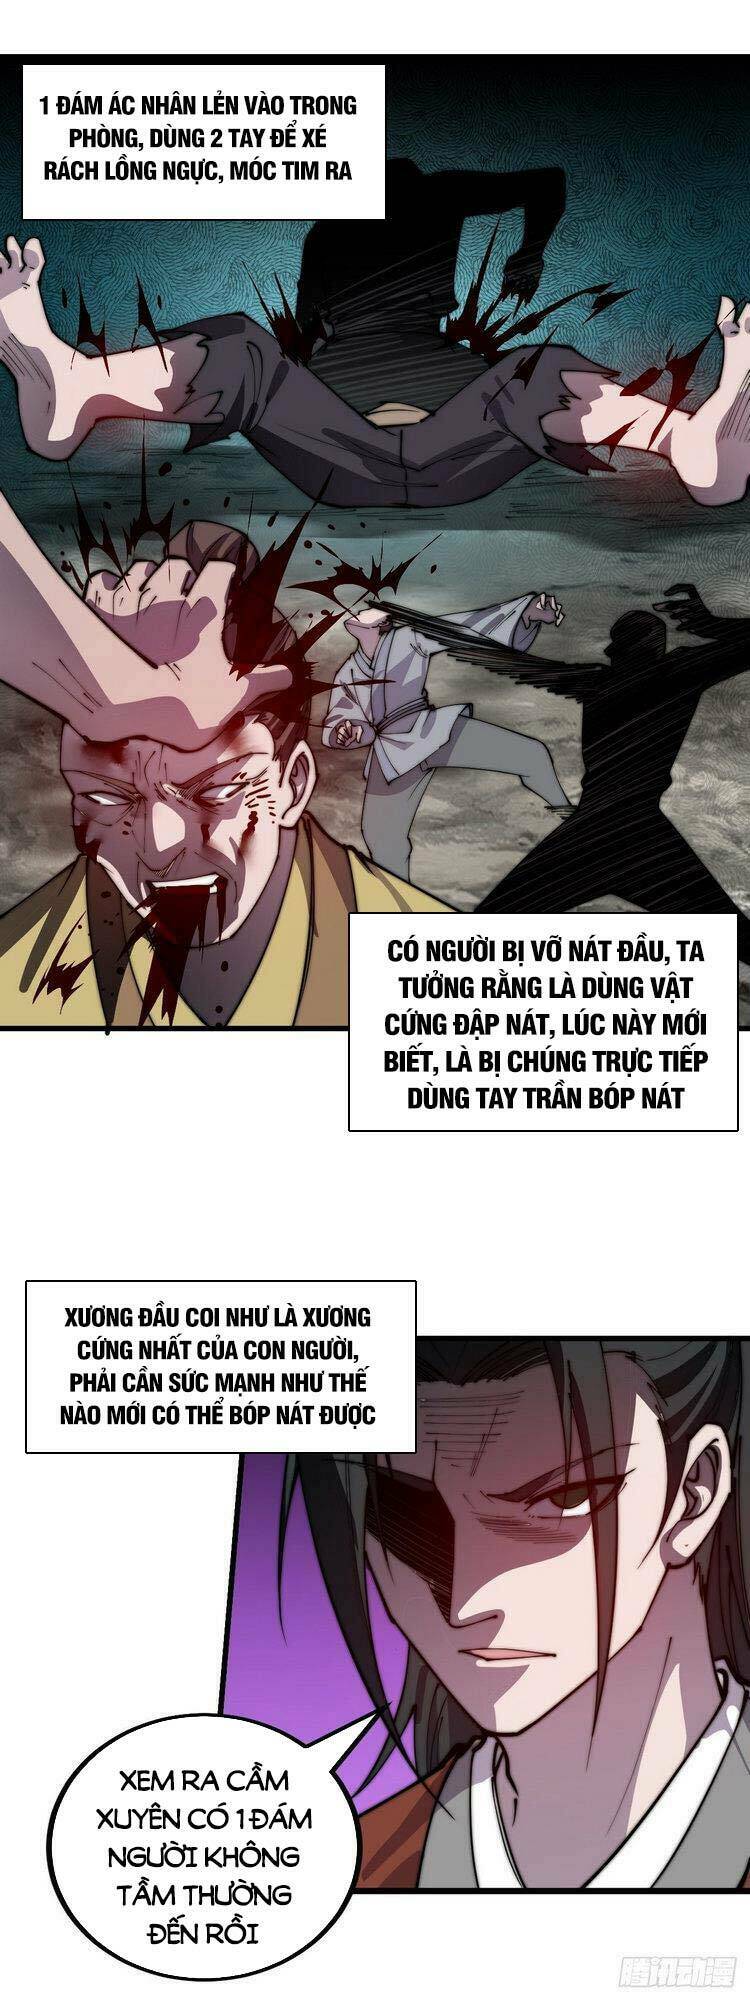 1 ĐÁM ÁC NHÂN LẺN VÀO TRONG
PHÒNG, DÙNG 2 TAY ĐỂ XÉ
RÁCH LỒNG NGỰC, MÓC TIM RA
CÓ NGƯỜI BỊ VỠ NÁT ĐẦU, TA
TƯỞNG RẰNG LÀ DÙNG VẬT
CỨNG ĐẬP NÁT, LÚC NÀY MỚI
BIẾT, LÀ BỊ CHÚNG TRỰC TIẾP
DÙNG TAY TRẦN BÓP NÁT
XƯƠNG ĐẦU COI NHƯ LÀ XƯƠNG
CỨNG NHẤT CỦA CON NGƯỜI,
PHẢI CẦN SỨC MẠNH NHƯ THẾ
NÀO MỚI CÓ THỂ BÓP NÁT ĐƯỢC
XEM RA CẦM
XUYÊN CÓ 1 ĐÁM
NGƯỜI KHÔNG
TẦM THƯỜNG
ĐẾN RỒI
腾讯动漫